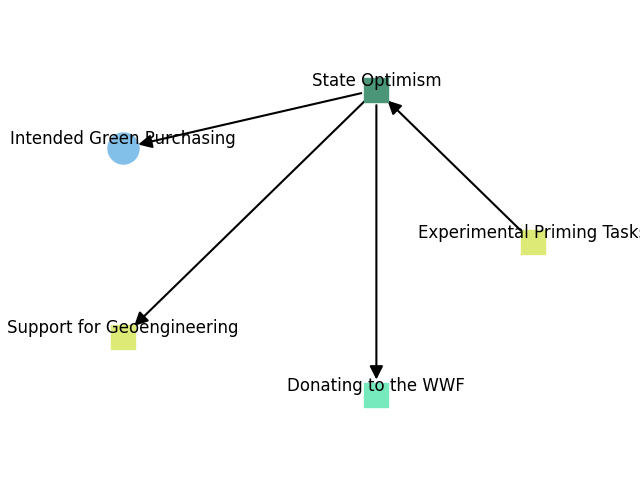 State Optimism
Intended Green Purchasing
Experimental Priming Tasks
Support for Geoengineering
Donating to the WWF